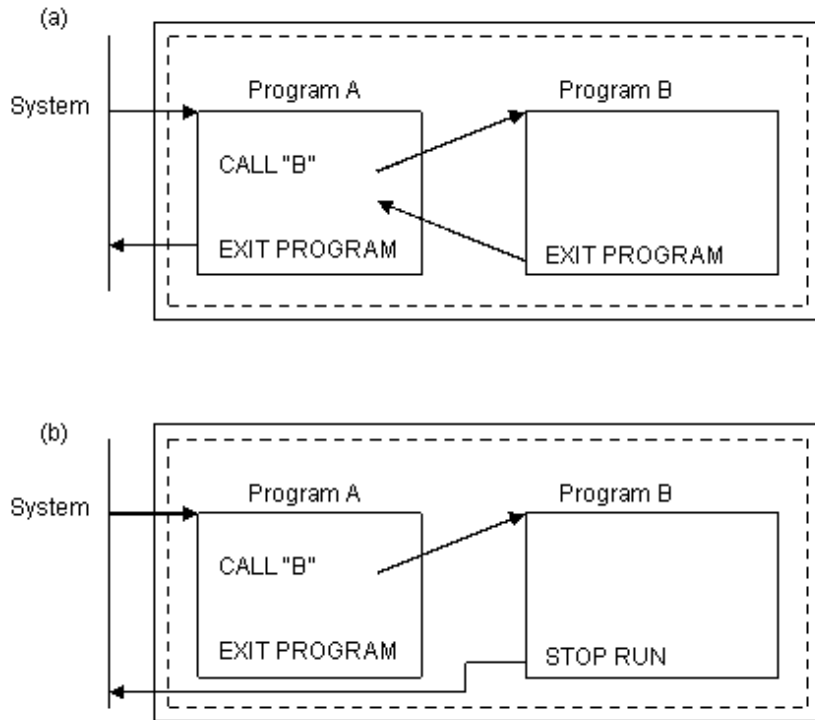 (a)
System
Program A
Program B
CALL "B"
EXIT PROGRAM
EXIT PROGRAM
(b)
System
Program A
Program B
CALL "B"
EXIT PROGRAM
STOP RUN